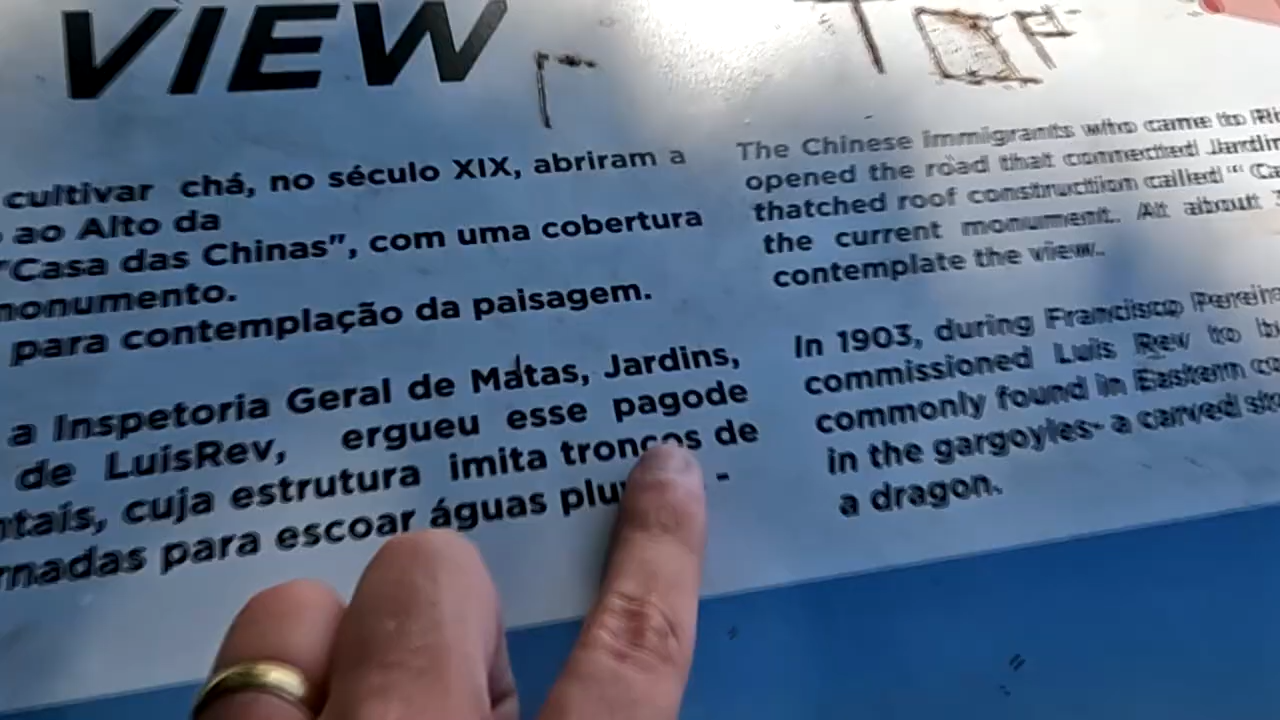 VIEW
cultivar chá, no século XIX, abriram a
ao Alto da
"Casa das Chinas", com uma cobertura
monumento.
para contemplação da paisagem.
a Inspetoria Geral de Matas, Jardins,
de LuisRev, ergueu esse pagode
cuja estrutura imita troncos de
para escoar águas
The Chinese immigrants who came to
opened the road that connected
thatched roof construction called "
the current monument. At about
contemplate the view.
In 1903, during Francisco
commissioned Luis Rev to
commonly found in Eastern
in the gargoyles- a carved
a dragon.